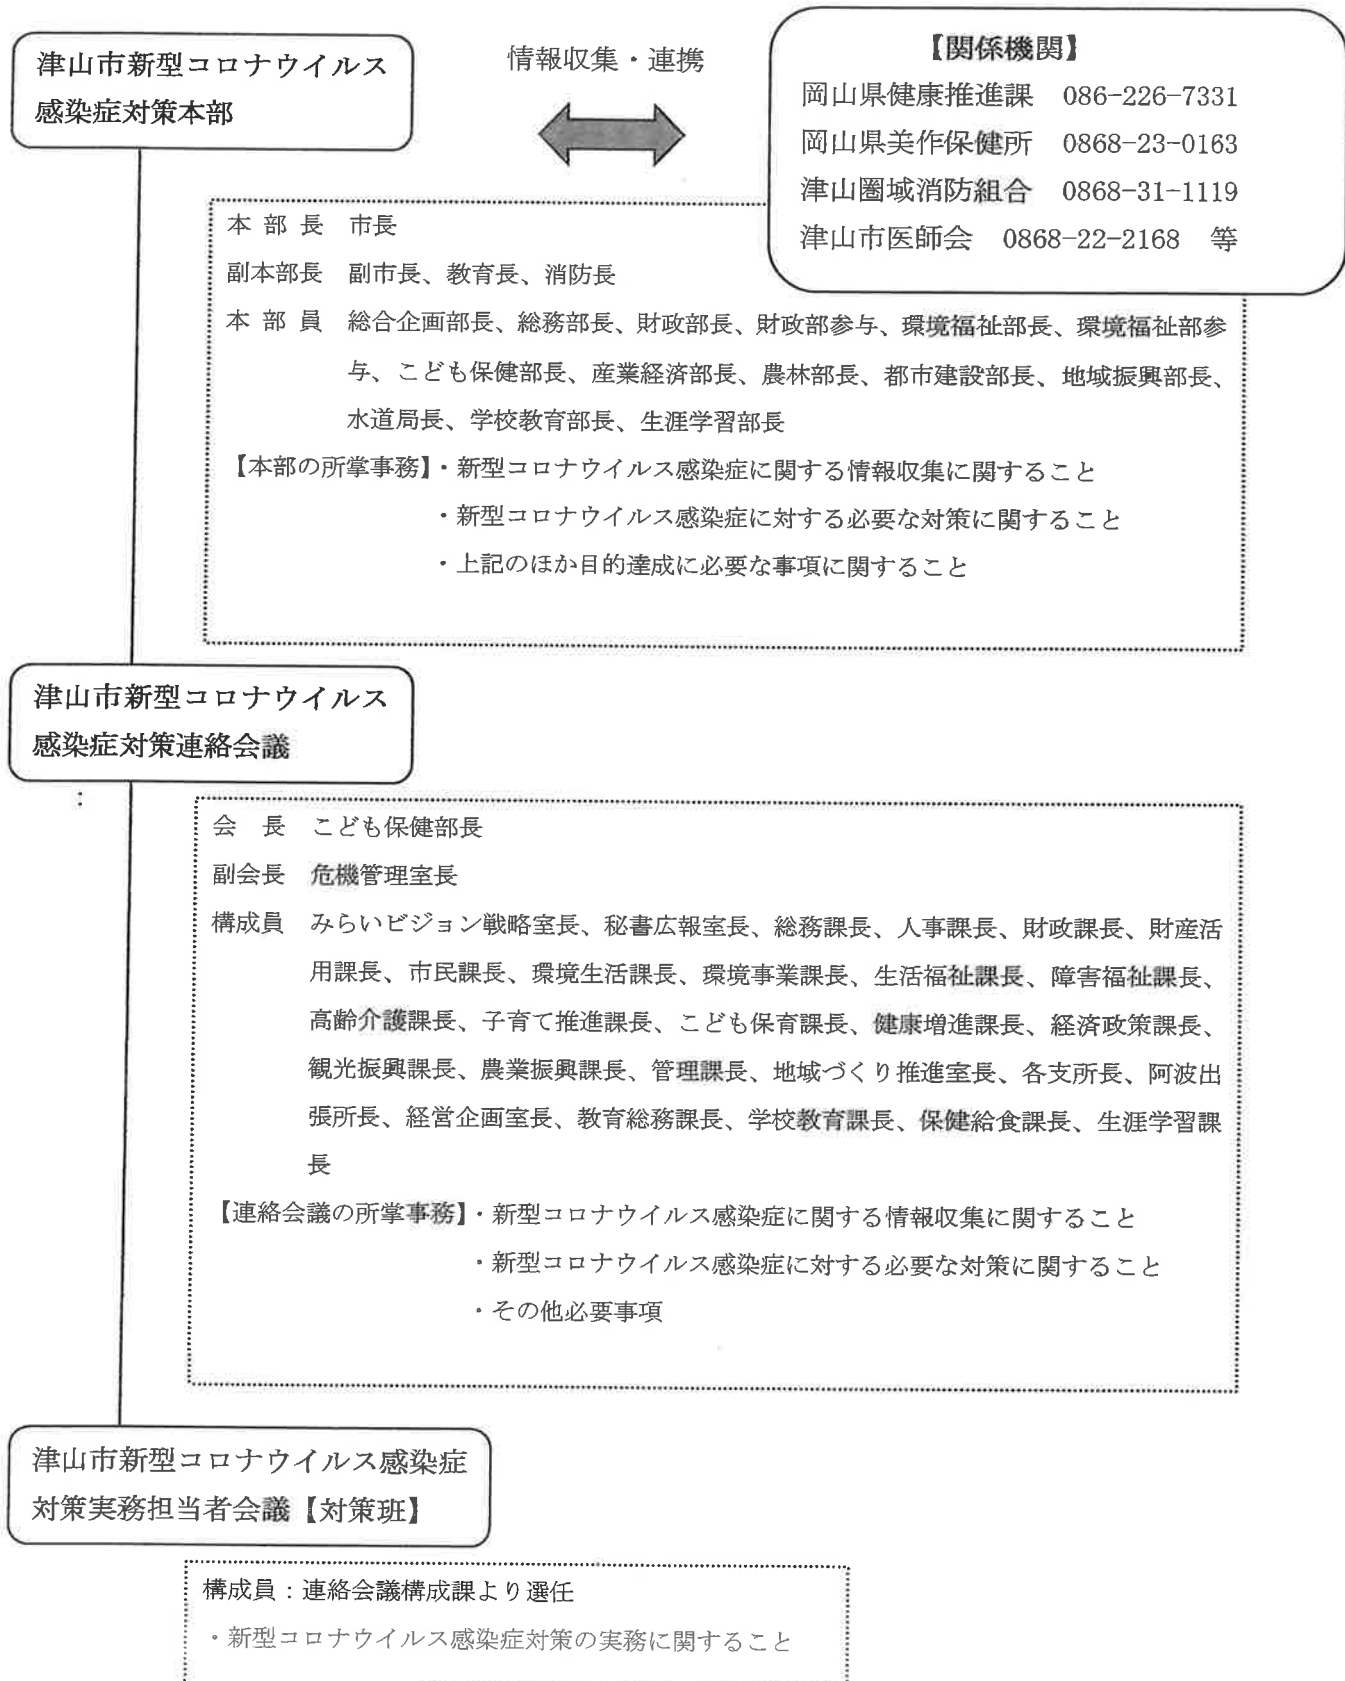 津山市新型コロナウイルス
感染症対策本部
情報収集・連携
【関係機関】
岡山県健康推進課 086-226-7331
岡山県美作保健所 0868-23-0163
津山圏域消防組合 0868-31-1119
津山市医師会 0868-22-2168 等
本部長 市長
副本部長 副市長、教育長、消防長
本部員 総合企画部長、総務部長、財政部長、財政部参与、環境福祉部長、環境福祉部参
与、こども保健部長、産業経済部長、農林部長、都市建設部長、地域振興部長、
水道局長、学校教育部長、生涯学習部長
【本部の所掌事務】・新型コロナウイルス感染症に関する情報収集に関すること
・新型コロナウイルス感染症に対する必要な対策に関すること
・上記のほか目的達成に必要な事項に関すること
津山市新型コロナウイルス
感染症対策連絡会議
:
会 長 こども保健部長
副会長 危機管理室長
構成員 みらいビジョン戦略室長、秘書広報室長、総務課長、人事課長、財政課長、財産活
用課長、市民課長、環境生活課長、環境事業課長、生活福祉課長、障害福祉課長、
高齢介護課長、子育て推進課長、こども保育課長、健康増進課長、経済政策課長、
観光振興課長、農業振興課長、管理課長、地域づくり推進室長、各支所長、阿波出
張所長、経営企画室長、教育総務課長、学校教育課長、保健給食課長、生涯学習課
長
【連絡会議の所掌事務】・新型コロナウイルス感染症に関する情報収集に関すること
・新型コロナウイルス感染症に対する必要な対策に関すること
・その他必要事項
津山市新型コロナウイルス感染症
対策実務担当者会議【対策班】
構成員:連絡会議構成課より選任
・新型コロナウイルス感染症対策の実務に関すること